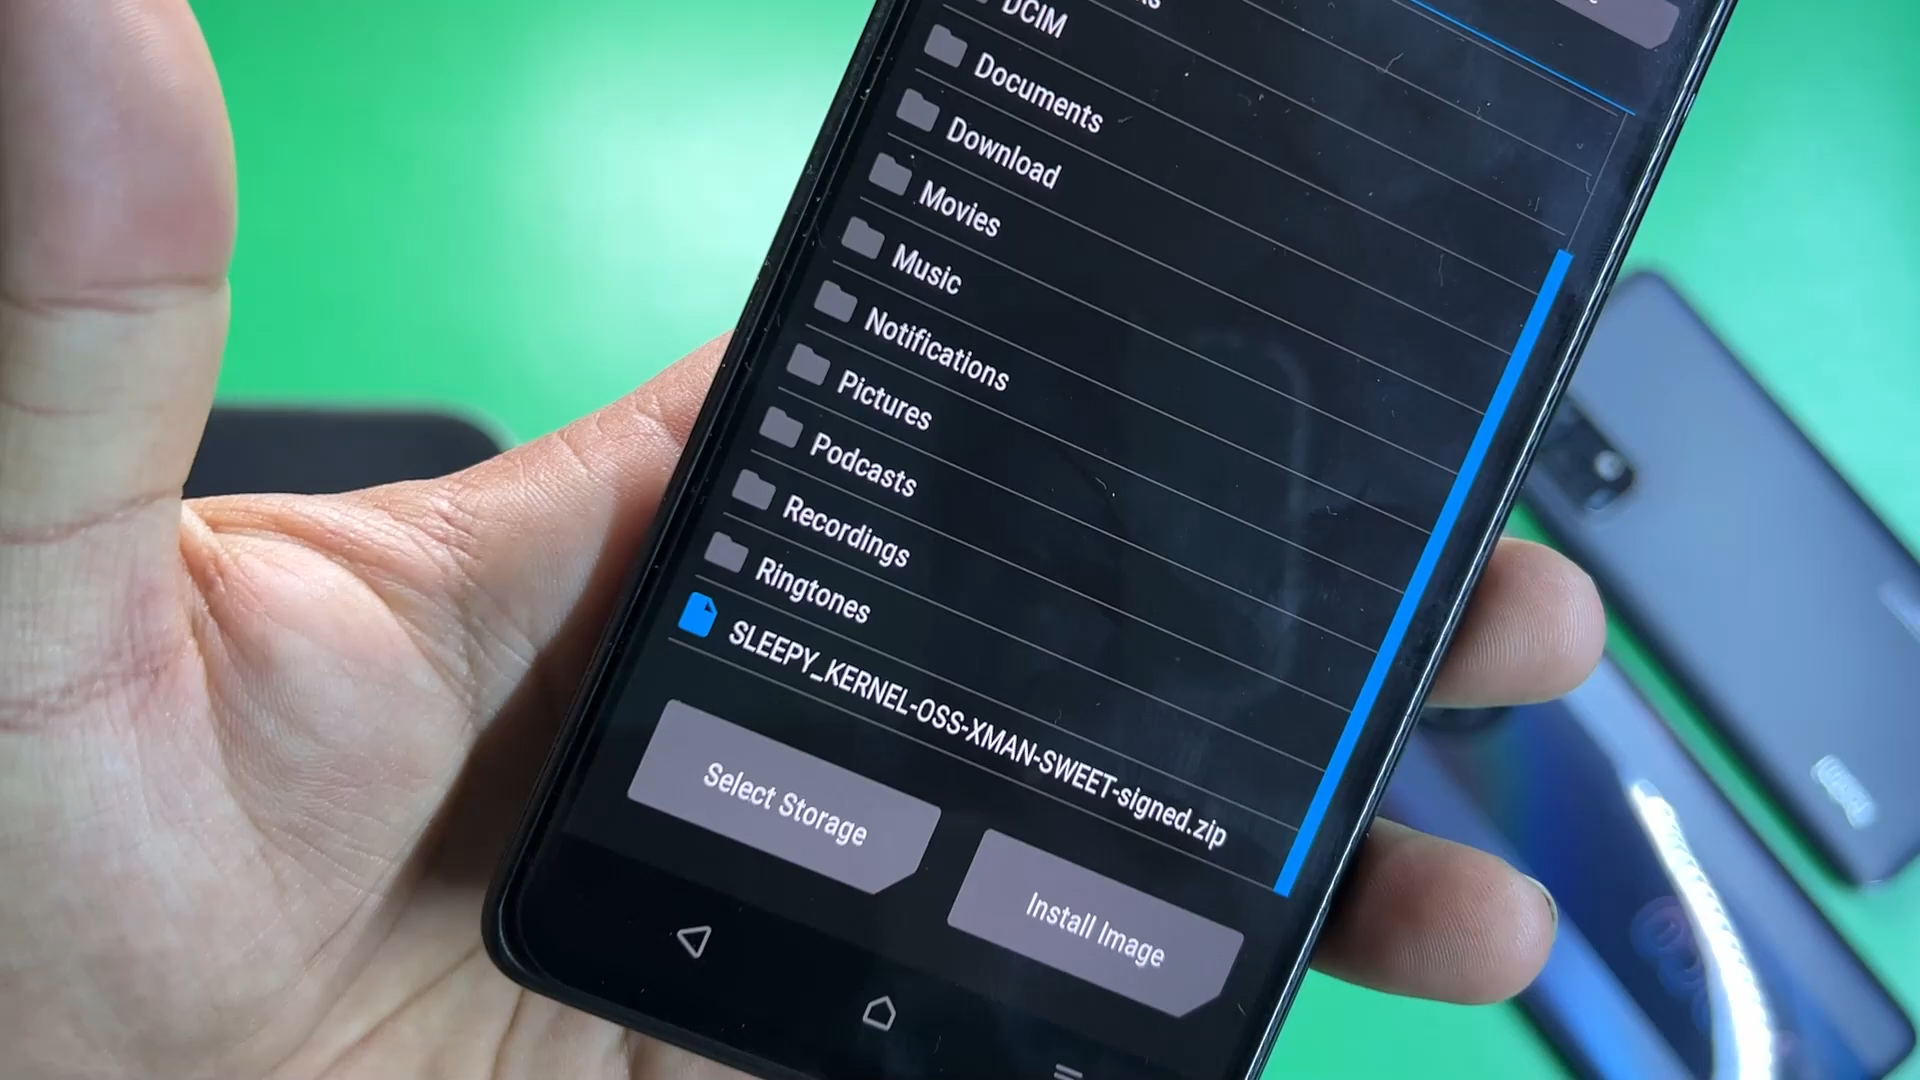 DCIM
Documents
Download
Movies
Music
Notifications
Pictures
Podcasts
Recordings
Ringtones
SLEEPY_KERNEL-OSS-XMAN-SWEET-signed.zip
Select Storage
Install Image